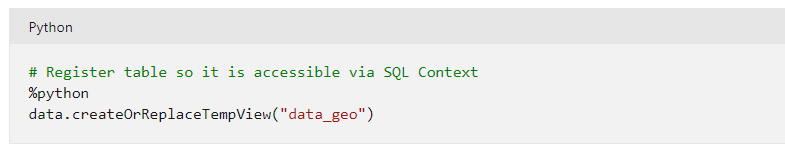 Python
# Register table so it is accessible via SQL Context
%python
data.createOrReplaceTempView("data_geo")